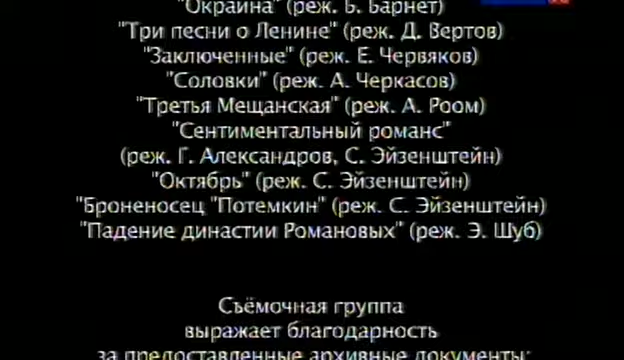 "Окраина" (реж. Б. Барнет)
"Три песни о Ленине" (реж. Д. Вертов)
"Заключенные" (реж. Е. Червяков)
"Соловки" (реж. А. Черкасов)
"Третья Мещанская" (реж. А. Роом)
"Сентиментальный романс"
(реж. Г. Александров, С. Эйзенштейн)
"Октябрь" (реж. С. Эйзенштейн)
"Броненосец "Потемкин" (реж. С. Эйзенштейн)
"Падение династии Романовых" (реж. Э. Шуб)
Съёмочная группа
выражает благодарность
за предоставленные архивные документы: